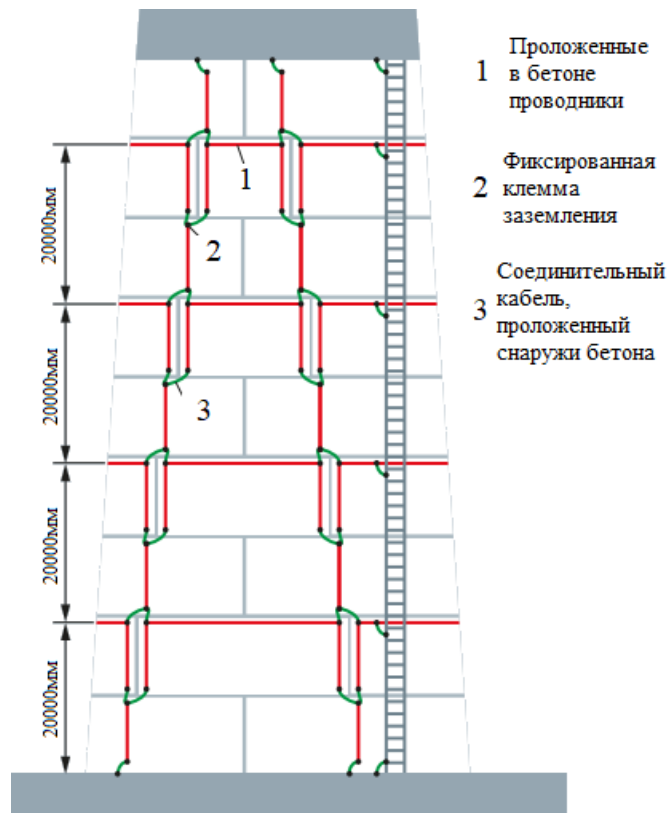 1 Проложенные
в бетоне
проводники
2 Фиксированная
клемма
заземления
3 Соединительный
кабель,
проложенный
снаружи бетона
1
2
3
20000мм
20000мм
20000мм
20000мм